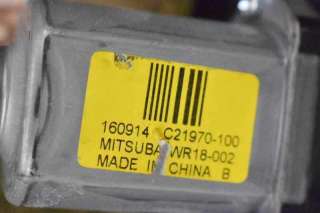 160914 C21970-100
MITSUBA WR18-002
MADE IN CHINA B